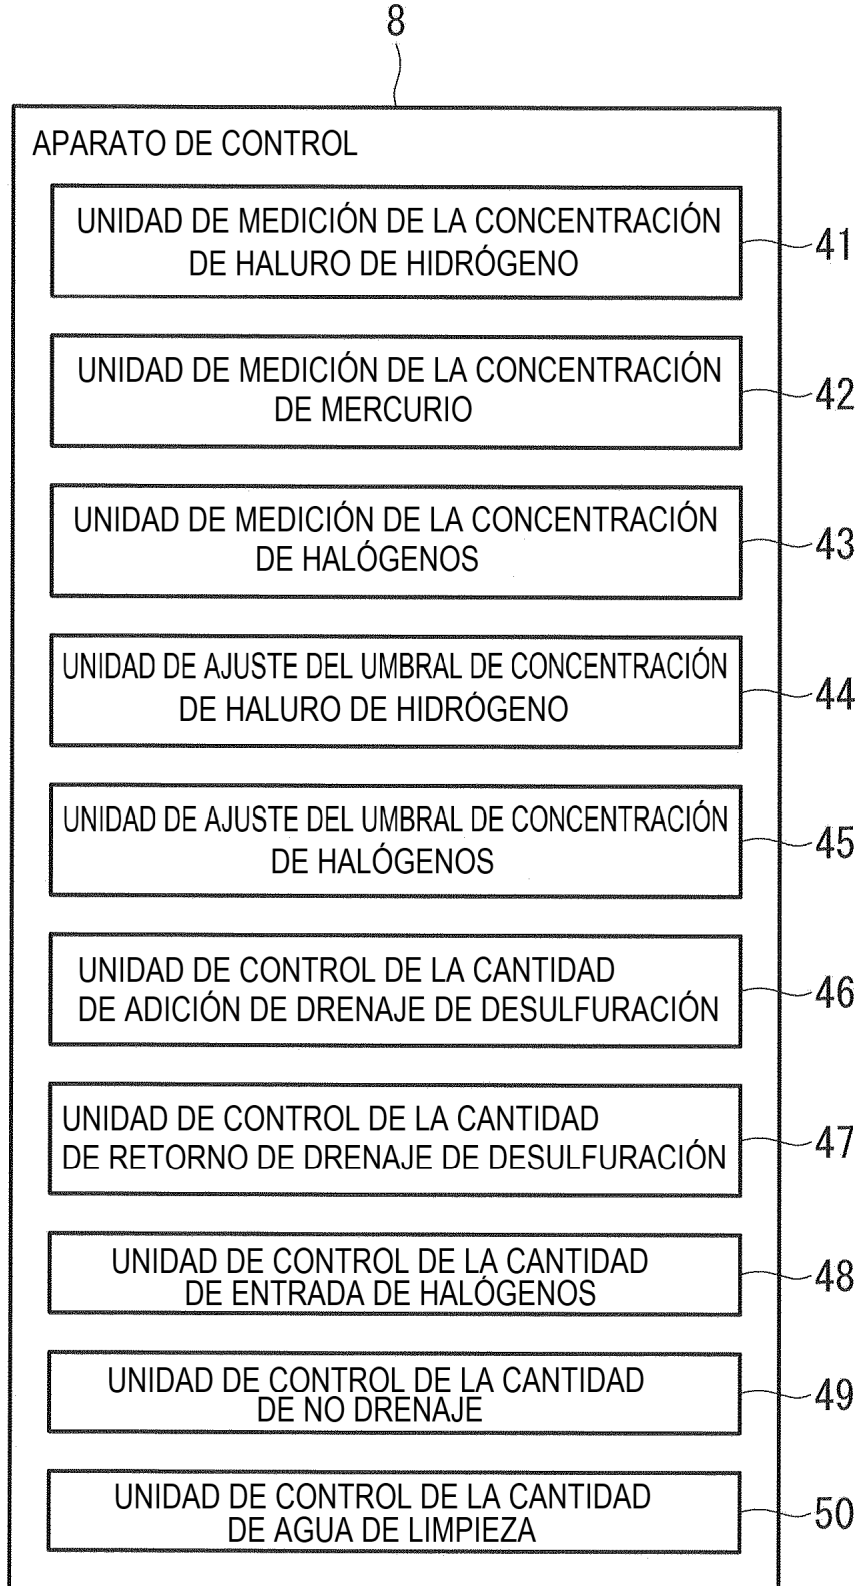 8
APARATO DE CONTROL
UNIDAD DE MEDICIÓN DE LA CONCENTRACIÓN
DE HALURO DE HIDRÓGENO
41
UNIDAD DE MEDICIÓN DE LA CONCENTRACIÓN
DE MERCURIO
42
UNIDAD DE MEDICIÓN DE LA CONCENTRACIÓN
DE HALÓGENOS
43
UNIDAD DE AJUSTE DEL UMBRAL DE CONCENTRACIÓN
DE HALURO DE HIDRÓGENO
44
UNIDAD DE AJUSTE DEL UMBRAL DE CONCENTRACIÓN
DE HALÓGENOS
45
UNIDAD DE CONTROL DE LA CANTIDAD
DE ADICIÓN DE DRENAJE DE DESULFURACIÓN
46
UNIDAD DE CONTROL DE LA CANTIDAD
DE RETORNO DE DRENAJE DE DESULFURACIÓN
47
UNIDAD DE CONTROL DE LA CANTIDAD
DE ENTRADA DE HALÓGENOS
48
UNIDAD DE CONTROL DE LA CANTIDAD
DE NO DRENAJE
49
UNIDAD DE CONTROL DE LA CANTIDAD
DE AGUA DE LIMPIEZA
50